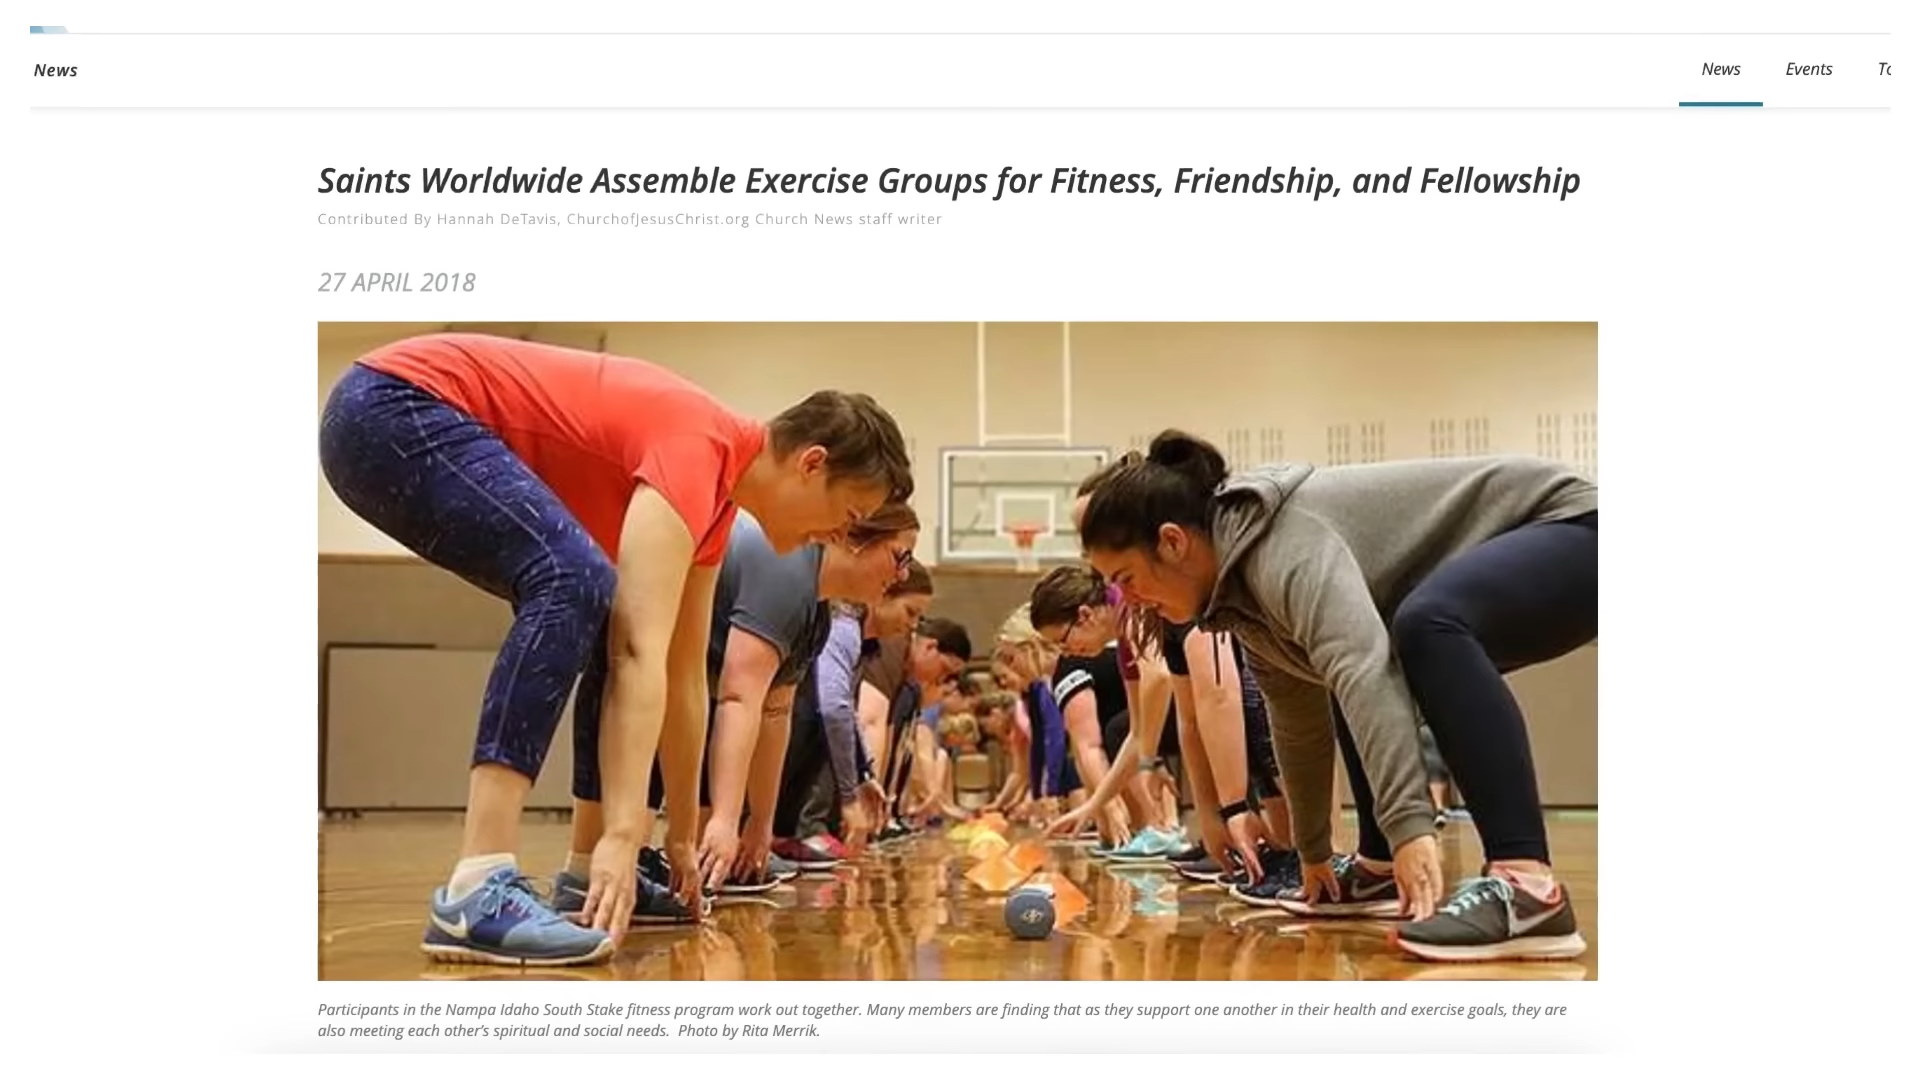 News
News Events
Saints Worldwide Assemble Exercise Groups for Fitness, Friendship, and Fellowship
Contributed By Hannah DeTavis, ChurchofJesusChrist.org Church News staff writer
27 APRIL 2018
Participants in the Nampa Idaho South Stake fitness program work out together. Many members are finding that as they support one another in their health and exercise goals, they are
also meeting each other’s spiritual and social needs.  Photo by Rita Merrik.